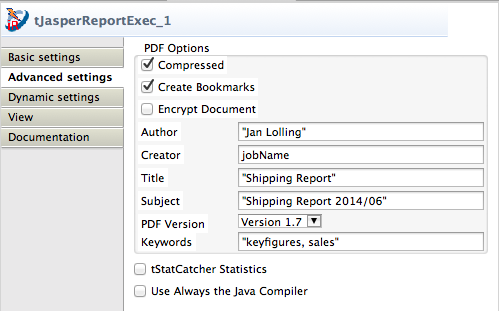 tJasperReportExec_1
Basic settings
Advanced settings
Dynamic settings
View
Documentation
PDF Options
Compressed
Create Bookmarks
Encrypt Document
Author "Jan Lolling"
Creator jobName
Title "Shipping Report"
Subject "Shipping Report 2014/06"
PDF Version Version 1.7
Keywords "keyfigures, sales"
tStatCatcher Statistics
Use Always the Java Compiler